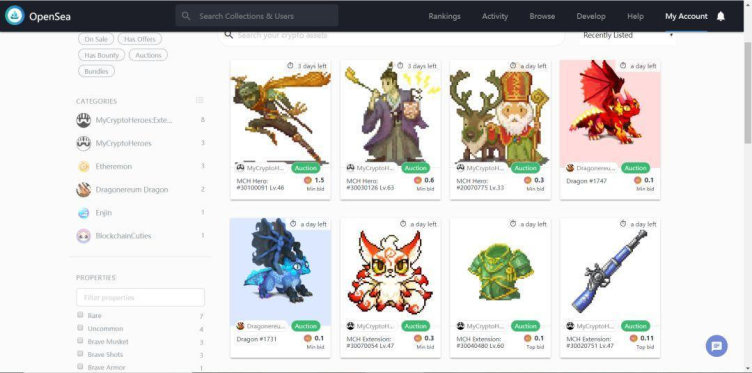 OpenSea
Search Collections & Users
Rankings
Activity
Browse
Develop
Help
My Account
On Sale
Has Offers
Has Bounty
Auctions
Bundles
Search your crypto assets
Recently Listed
CATEGORIES
MyCryptoHeroes:Exte... 8
MyCryptoHeroes 3
Etheremon 3
Dragonereum Dragon 2
Enjin 1
BlockchainCuties 1
PROPERTIES
Filter properties
Rare 7
Uncommon 4
Brave Musket 3
Brave Shots 3
Brave Armor 1
3 days left
MyCryptoH...
Auction
MCH Hero:
#30100091 Lv.46
1.5
Min bid
3 days left
MyCryptoH...
Auction
MCH Hero:
#30030126 Lv.63
0.6
Min bid
a day left
MyCryptoH...
Auction
MCH Hero:
#20070775 Lv.33
0.3
Min bid
a day left
Dragonereu...
Auction
Dragon #1747
0.1
Min bid
a day left
Dragonereu...
Auction
Dragon #1731
0.1
Min bid
a day left
MyCryptoH...
Auction
MCH Extension:
#30070054 Lv.47
0.3
Min bid
a day left
MyCryptoH...
Auction
MCH Extension:
#30040480 Lv.60
0.1
Top bid
a day left
MyCryptoH...
Auction
MCH Extension:
#30020751 Lv.47
0.11
Top bid